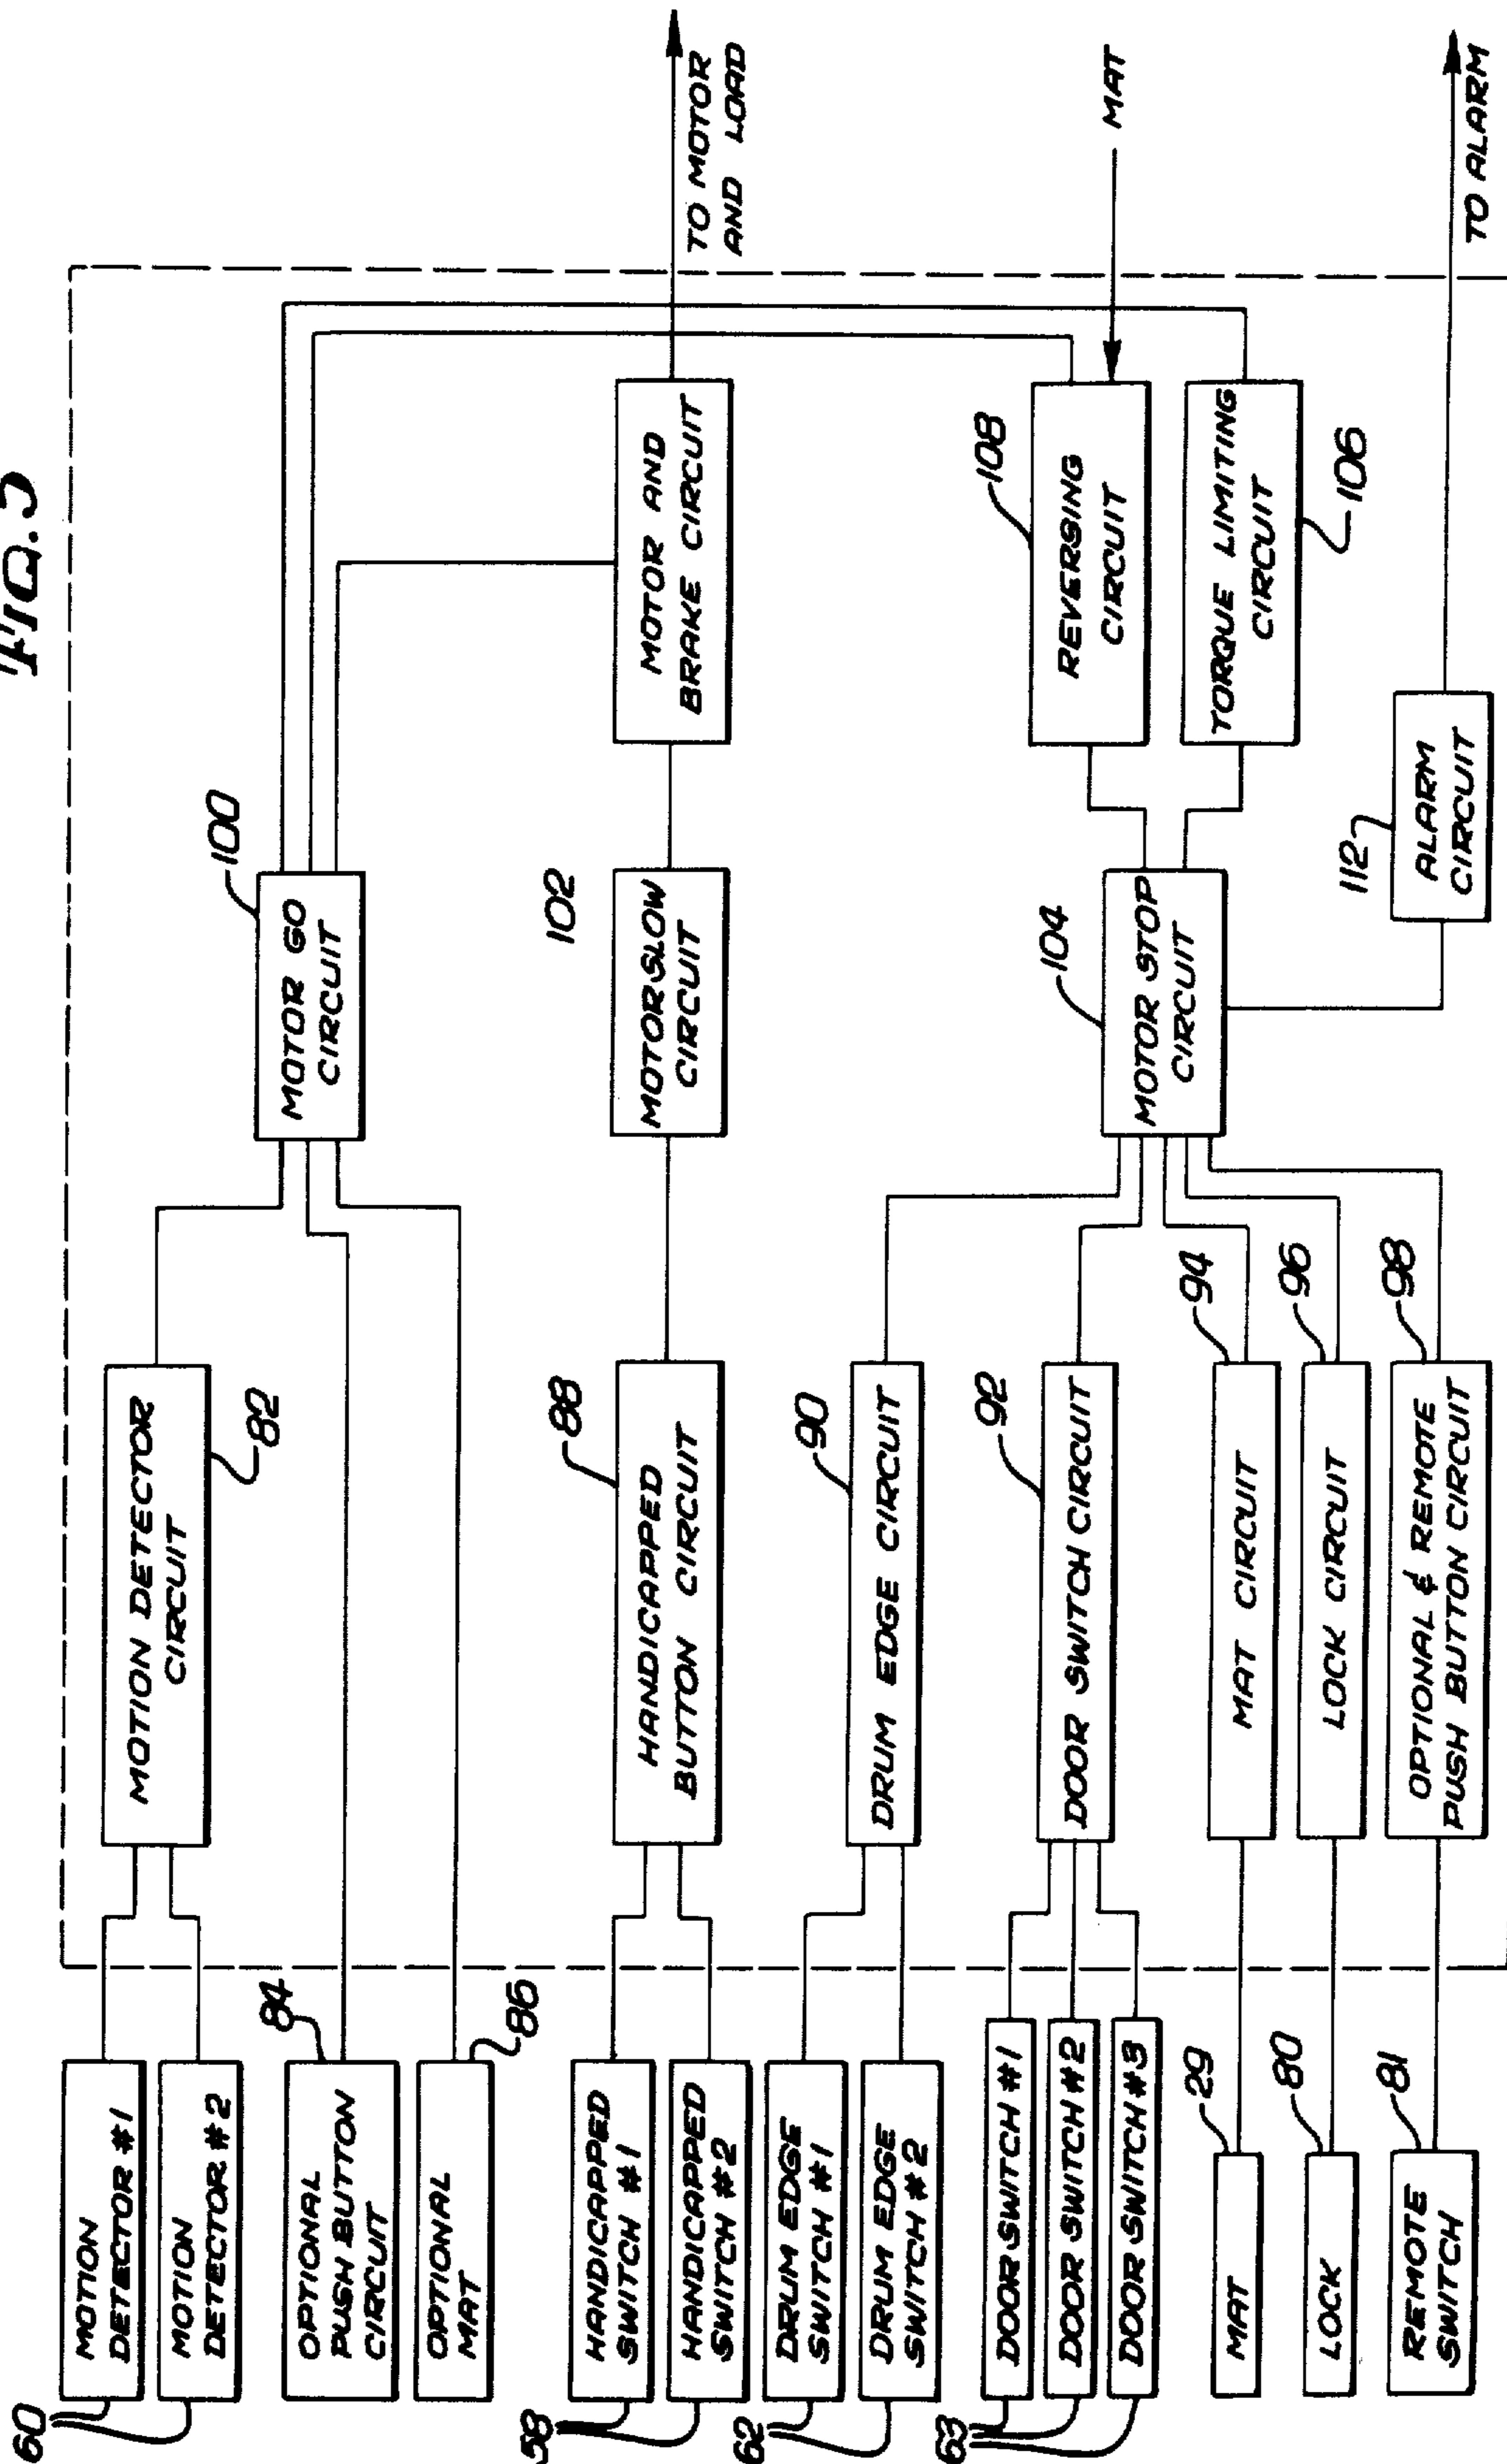 FIG. 5
60
MOTION
DETECTOR #1
MOTION
DETECTOR #2
84
OPTIONAL
PUSH BUTTON
CIRCUIT
86
OPTIONAL
MAT
58
HANDICAPPED
SWITCH #1
HANDICAPPED
SWITCH #2
62
DRUM EDGE
SWITCH #1
DRUM EDGE
SWITCH #2
63
DOOR SWITCH #1
DOOR SWITCH #2
DOOR SWITCH #3
29
MAT
80
LOCK
81
REMOTE
SWITCH
MOTION DETECTOR
CIRCUIT
82
88
HANDICAPPED
BUTTON CIRCUIT
90
DRUM EDGE CIRCUIT
92
DOOR SWITCH CIRCUIT
94
MAT CIRCUIT
96
LOCK CIRCUIT
98
OPTIONAL & REMOTE
PUSH BUTTON CIRCUIT
100
MOTOR GO
CIRCUIT
102
MOTOR SLOW
CIRCUIT
104
MOTOR STOP
CIRCUIT
MOTOR AND
BRAKE CIRCUIT
108
REVERSING
CIRCUIT
TORQUE LIMITING
CIRCUIT
106
112
ALARM
CIRCUIT
TO MOTOR
AND LOAD
MAT
TO ALARM